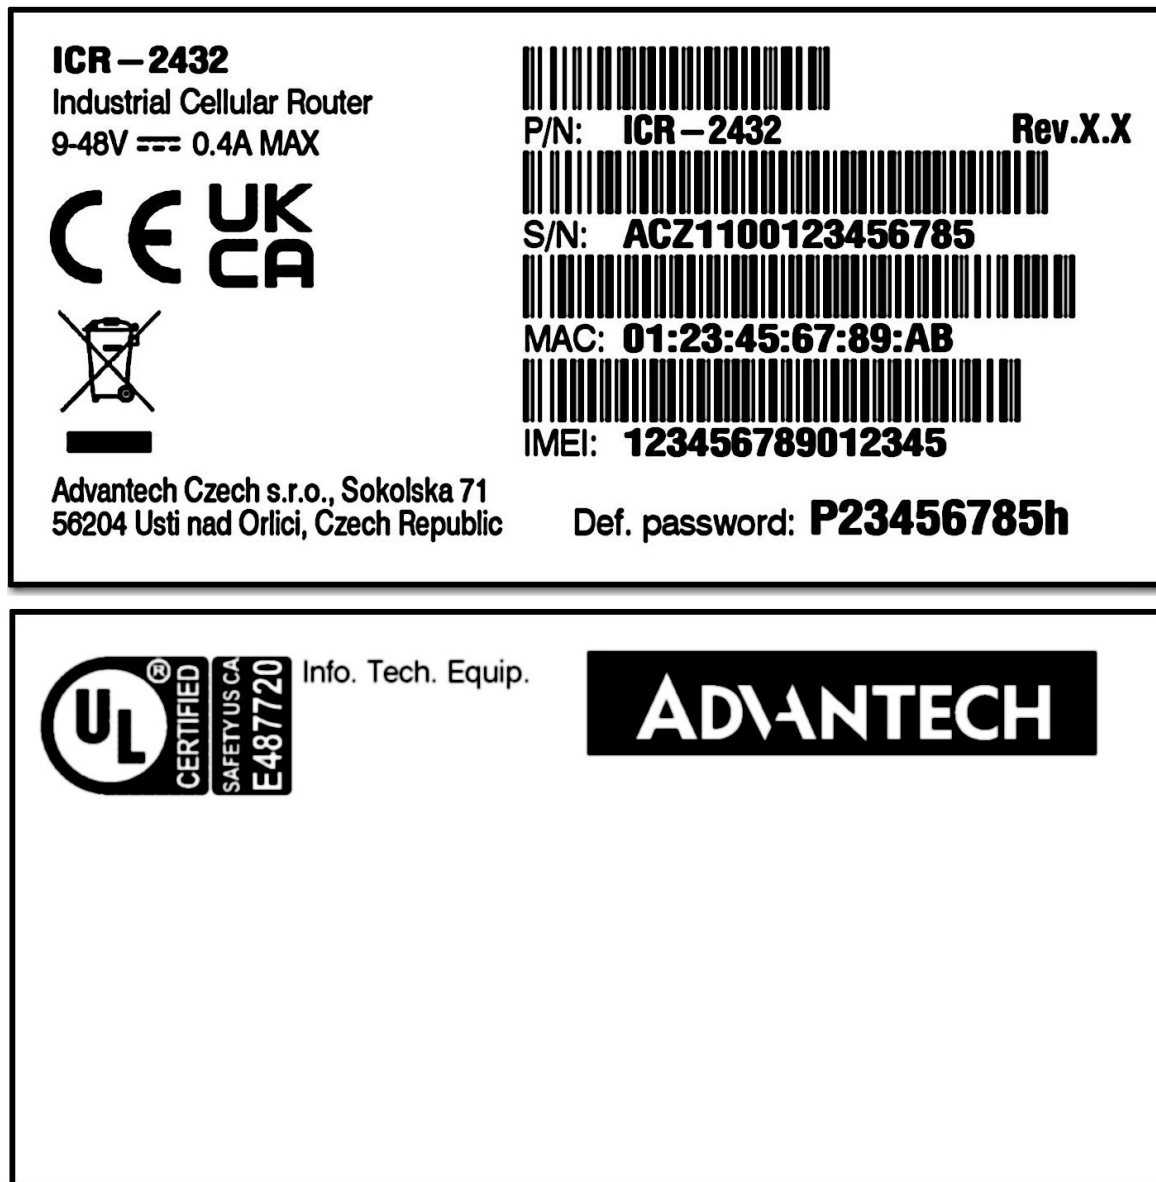 ICR-2432
Industrial Cellular Router
9-48V ⎓ 0.4A MAX
CE UK
CA
Advantech Czech s.r.o., Sokolska 71
56204 Usti nad Orlici, Czech Republic
P/N: ICR-2432 Rev.X.X
S/N: ACZ1100123456785
MAC: 01:23:45:67:89:AB
IMEI: 123456789012345
Def. password: P23456785h
UL ®
CERTIFIED
SAFETY US CA
E487720
Info. Tech. Equip.
ADVANTECH